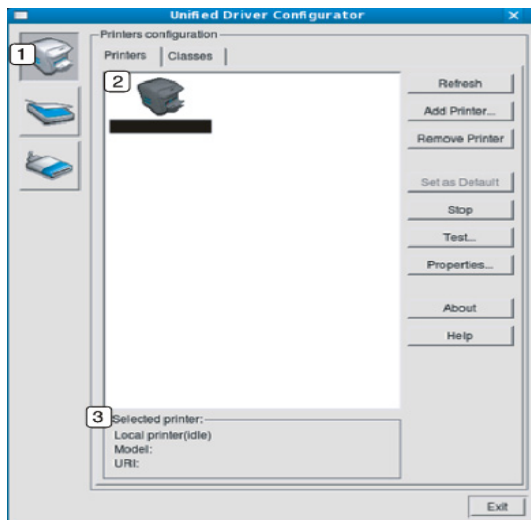 Unified Driver Configurator
Printers configuration
1
Printers
Classes
2
Refresh
Add Printer...
Remove Printer
Set as Default
Stop
Test...
Properties...
About
Help
3
Selected printer:
Local printer(idle)
Model:
URI:
Exit